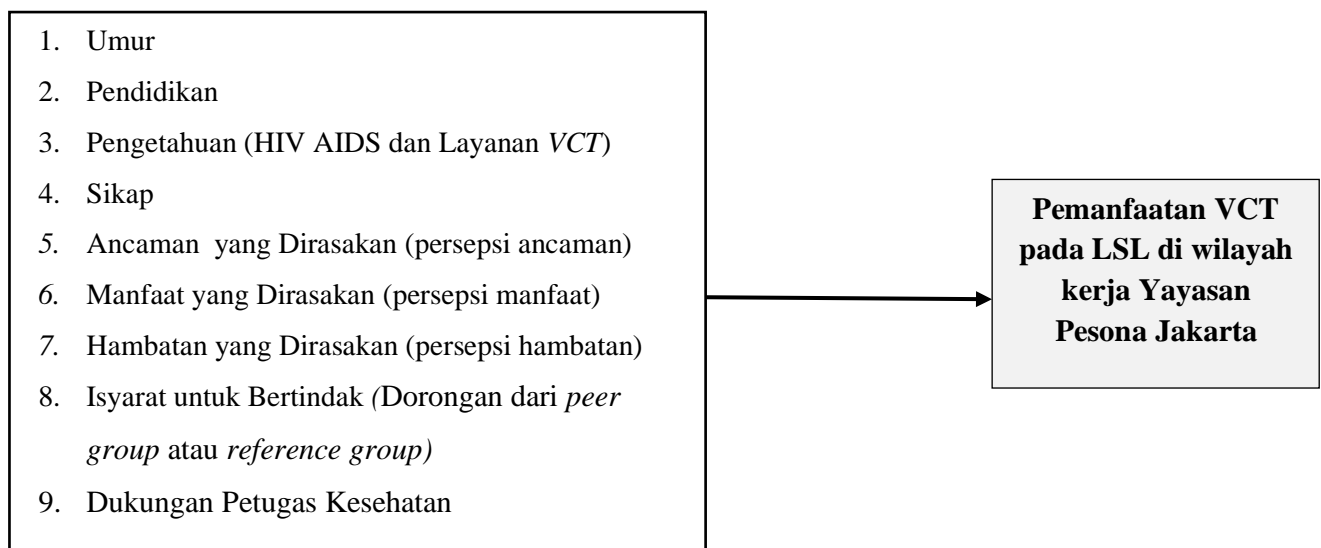 1. Umur
2. Pendidikan
3. Pengetahuan (HIV AIDS dan Layanan VCT)
4. Sikap
5. Ancaman yang Dirasakan (persepsi ancaman)
6. Manfaat yang Dirasakan (persepsi manfaat)
7. Hambatan yang Dirasakan (persepsi hambatan)
8. Isyarat untuk Bertindak (Dorongan dari peer
group atau reference group)
9. Dukungan Petugas Kesehatan
Pemanfaatan VCT
pada LSL di wilayah
kerja Yayasan
Pesona Jakarta